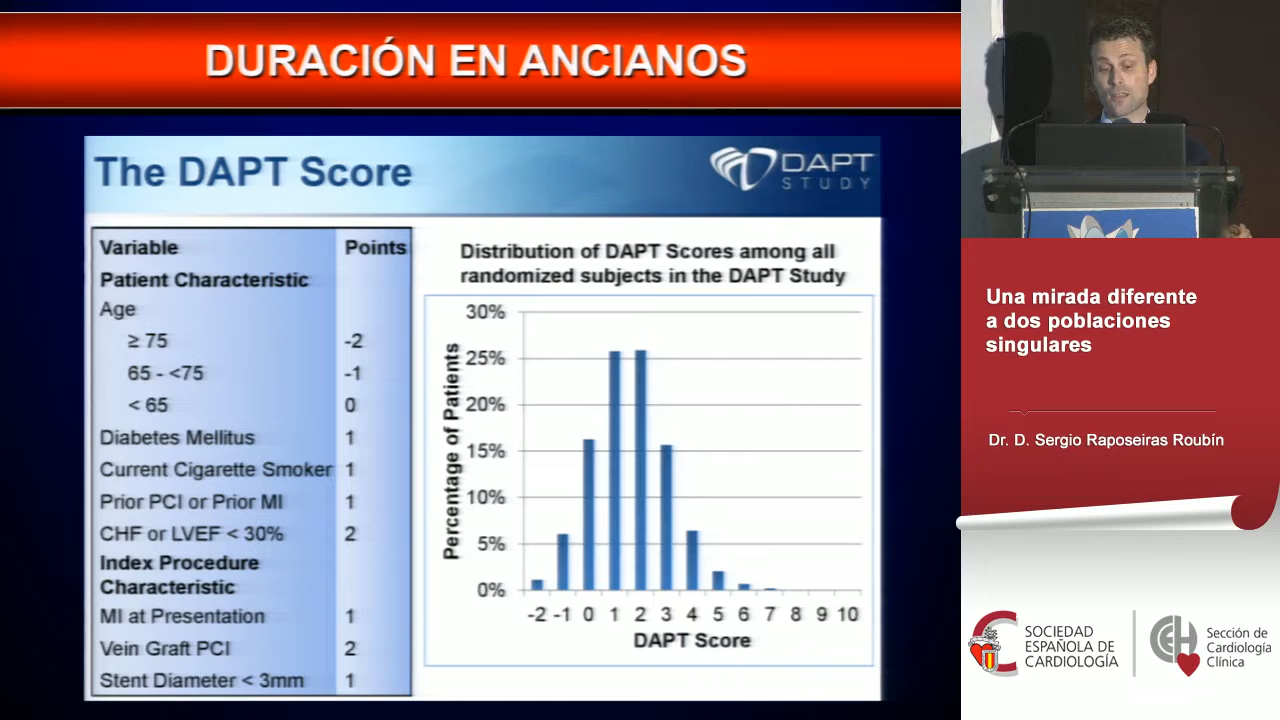 DURACIÓN EN ANCIANOS
The DAPT Score
DAPT
STUDY
Variable Points
Patient Characteristic
Age
≥ 75 -2
65 - <75 -1
< 65 0
Diabetes Mellitus 1
Current Cigarette Smoker 1
Prior PCI or Prior MI 1
CHF or LVEF < 30% 2
Index Procedure
Characteristic
MI at Presentation 1
Vein Graft PCI 2
Stent Diameter < 3mm 1
Distribution of DAPT Scores among all
randomized subjects in the DAPT Study
Percentage of Patients
30%
25%
20%
15%
10%
5%
0%
-2 -1 0 1 2 3 4 5 6 7 8 9 10
DAPT Score
Una mirada diferente
a dos poblaciones
singulares
Dr. D. Sergio Raposeiras Roubín
SOCIEDAD
ESPAÑOLA DE
CARDIOLOGÍA
Sección de
Cardiología
Clínica